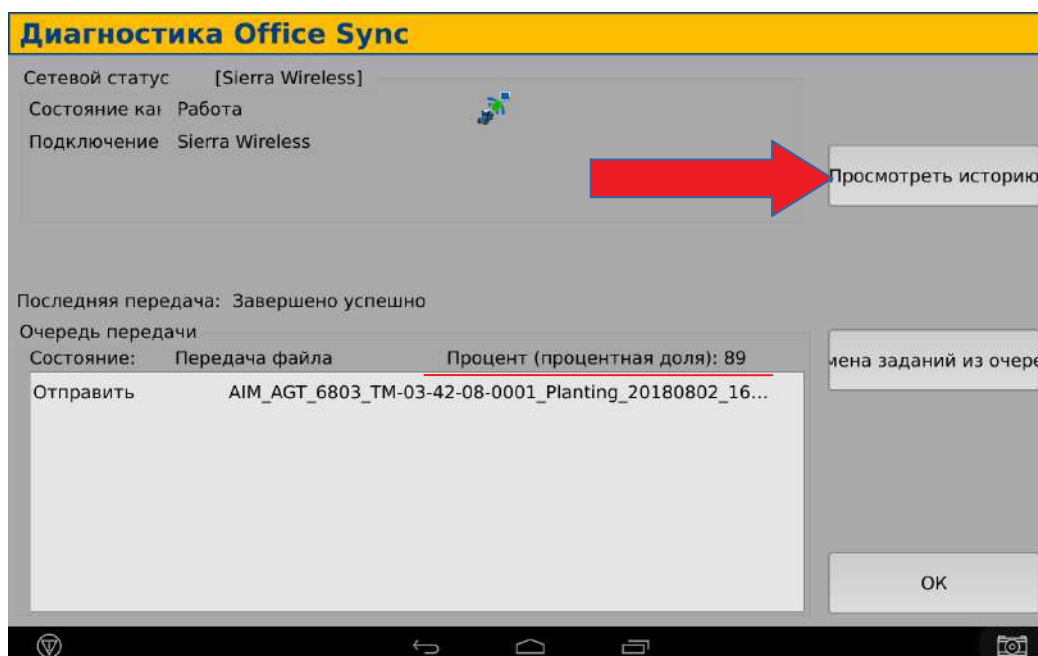 Диагностика Office Sync
Сетевой статус [Sierra Wireless]
Состояние кан Работа
Подключение Sierra Wireless
Просмотреть историю
Последняя передача: Завершено успешно
Очередь передачи
Состояние: Передача файла Процент (процентная доля): 89
мена заданий из очере
Отправить AIM_AGT_6803_TM-03-42-08-0001_Planting_20180802_16...
OK